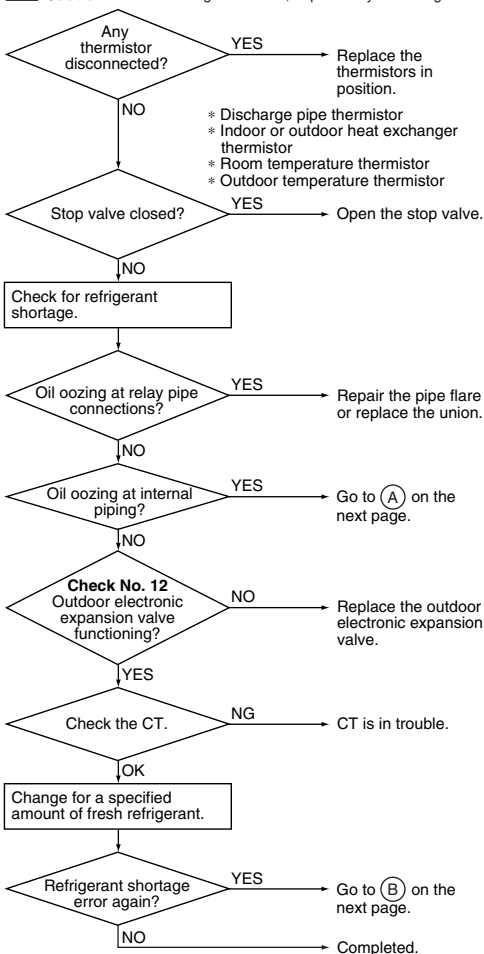 Any
thermistor
disconnected?
YES
Replace the
thermistors in
position.
NO
* Discharge pipe thermistor
* Indoor or outdoor heat exchanger
thermistor
* Room temperature thermistor
* Outdoor temperature thermistor
Stop valve closed?
YES
Open the stop valve.
NO
Check for refrigerant
shortage.
Oil oozing at relay pipe
connections?
YES
Repair the pipe flare
or replace the union.
NO
Oil oozing at internal
piping?
YES
Go to A on the
next page.
NO
Check No. 12
Outdoor electronic
expansion valve
functioning?
NO
Replace the outdoor
electronic expansion
valve.
YES
Check the CT.
NG
CT is in trouble.
OK
Change for a specified
amount of fresh refrigerant.
Refrigerant shortage
error again?
YES
Go to B on the
next page.
NO
Completed.